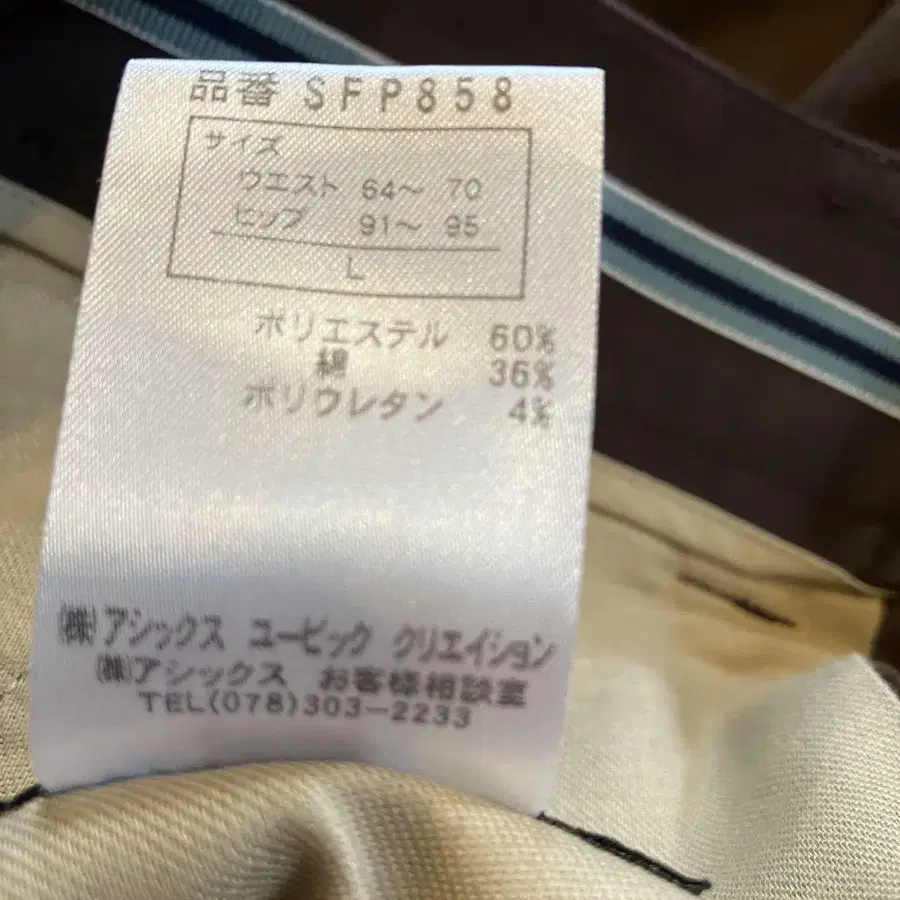 品番 SFP858
サイズ
ウエスト 64〜 70
ヒップ 91〜 95
L
ポリエステル 60%
綿 36%
ポリウレタン 4%
㈱アシックス ユービック クリエイション
㈱アシックス お客様相談室
TEL(078)303-2233